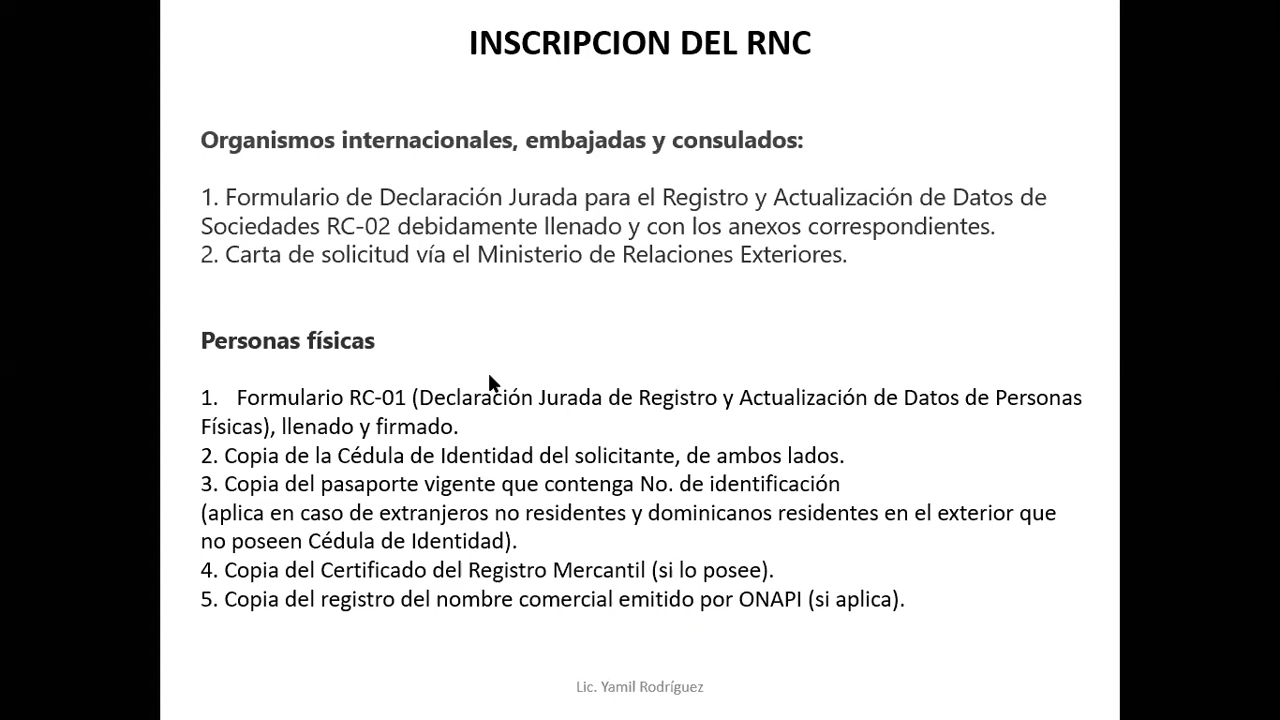 INSCRIPCION DEL RNC
Organismos internacionales, embajadas y consulados:
1. Formulario de Declaración Jurada para el Registro y Actualización de Datos de
Sociedades RC-02 debidamente llenado y con los anexos correspondientes.
2. Carta de solicitud vía el Ministerio de Relaciones Exteriores.
Personas físicas
1. Formulario RC-01 (Declaración Jurada de Registro y Actualización de Datos de Personas
Físicas), llenado y firmado.
2. Copia de la Cédula de Identidad del solicitante, de ambos lados.
3. Copia del pasaporte vigente que contenga No. de identificación
(aplica en caso de extranjeros no residentes y dominicanos residentes en el exterior que
no poseen Cédula de Identidad).
4. Copia del Certificado del Registro Mercantil (si lo posee).
5. Copia del registro del nombre comercial emitido por ONAPI (si aplica).
Lic. Yamil Rodríguez